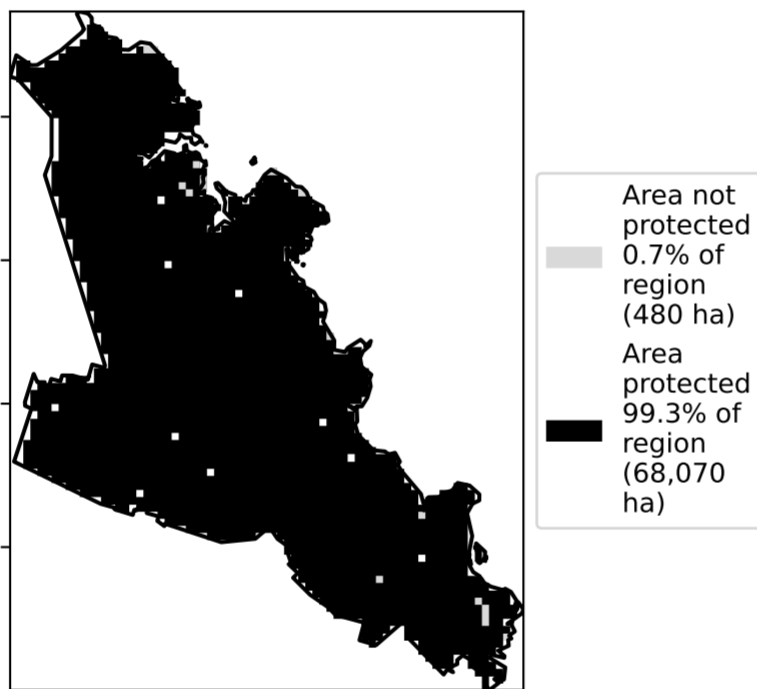 Area not
protected
0.7% of
region
(480 ha)
Area
protected
99.3% of
region
(68,070
ha)